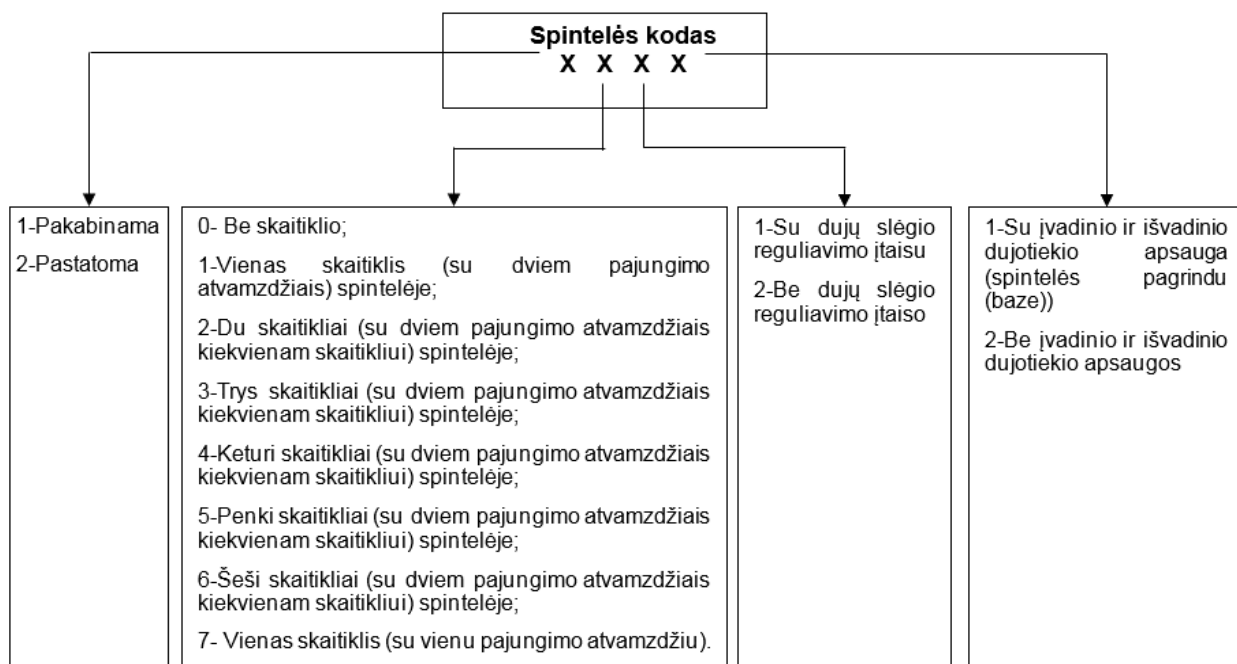 Spintelės kodas
X X X X
1-Pakabinama
2-Pastatoma
0- Be skaitiklio;
1-Vienas skaitiklis (su dviem pajungimo
atvamzdžiais) spintelėje;
2-Du skaitikliai (su dviem pajungimo atvamzdžiais
kiekvienam skaitikliui) spintelėje;
3-Trys skaitikliai (su dviem pajungimo atvamzdžiais
kiekvienam skaitikliui) spintelėje;
4-Keturi skaitikliai (su dviem pajungimo atvamzdžiais
kiekvienam skaitikliui) spintelėje;
5-Penki skaitikliai (su dviem pajungimo atvamzdžiais
kiekvienam skaitikliui) spintelėje;
6-Šeši skaitikliai (su dviem pajungimo atvamzdžiais
kiekvienam skaitikliui) spintelėje;
7- Vienas skaitiklis (su vienu pajungimo atvamzdžiu).
1-Su dujų slėgio
reguliavimo įtaisu
2-Be dujų slėgio
reguliavimo įtaiso
1-Su įvadinio ir išvadinio
dujotiekio apsauga
(spintelės pagrindu
(baze))
2-Be įvadinio ir išvadinio
dujotiekio apsaugos